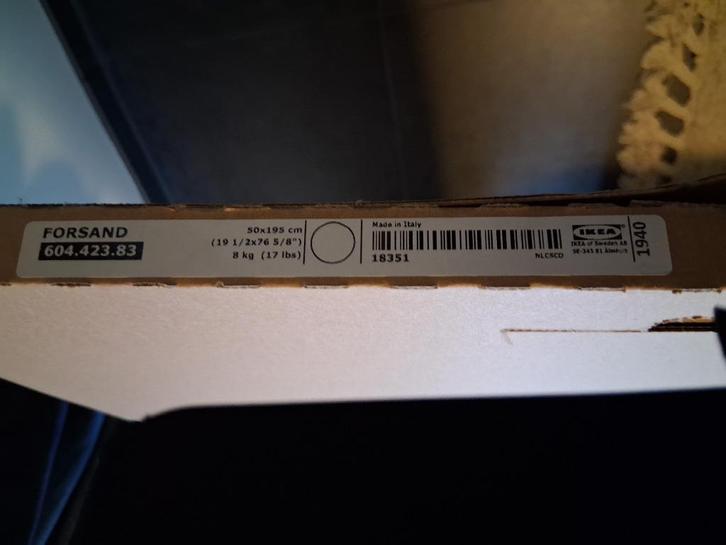 FORSAND
604.423.83
50x195 cm
(19 1/2x76 5/8")
8 kg (17 lbs)
Made in Italy
18351
NLCSCD
IKEA
IKEA of Sweden AB
SE-343 81 Älmhult
1940